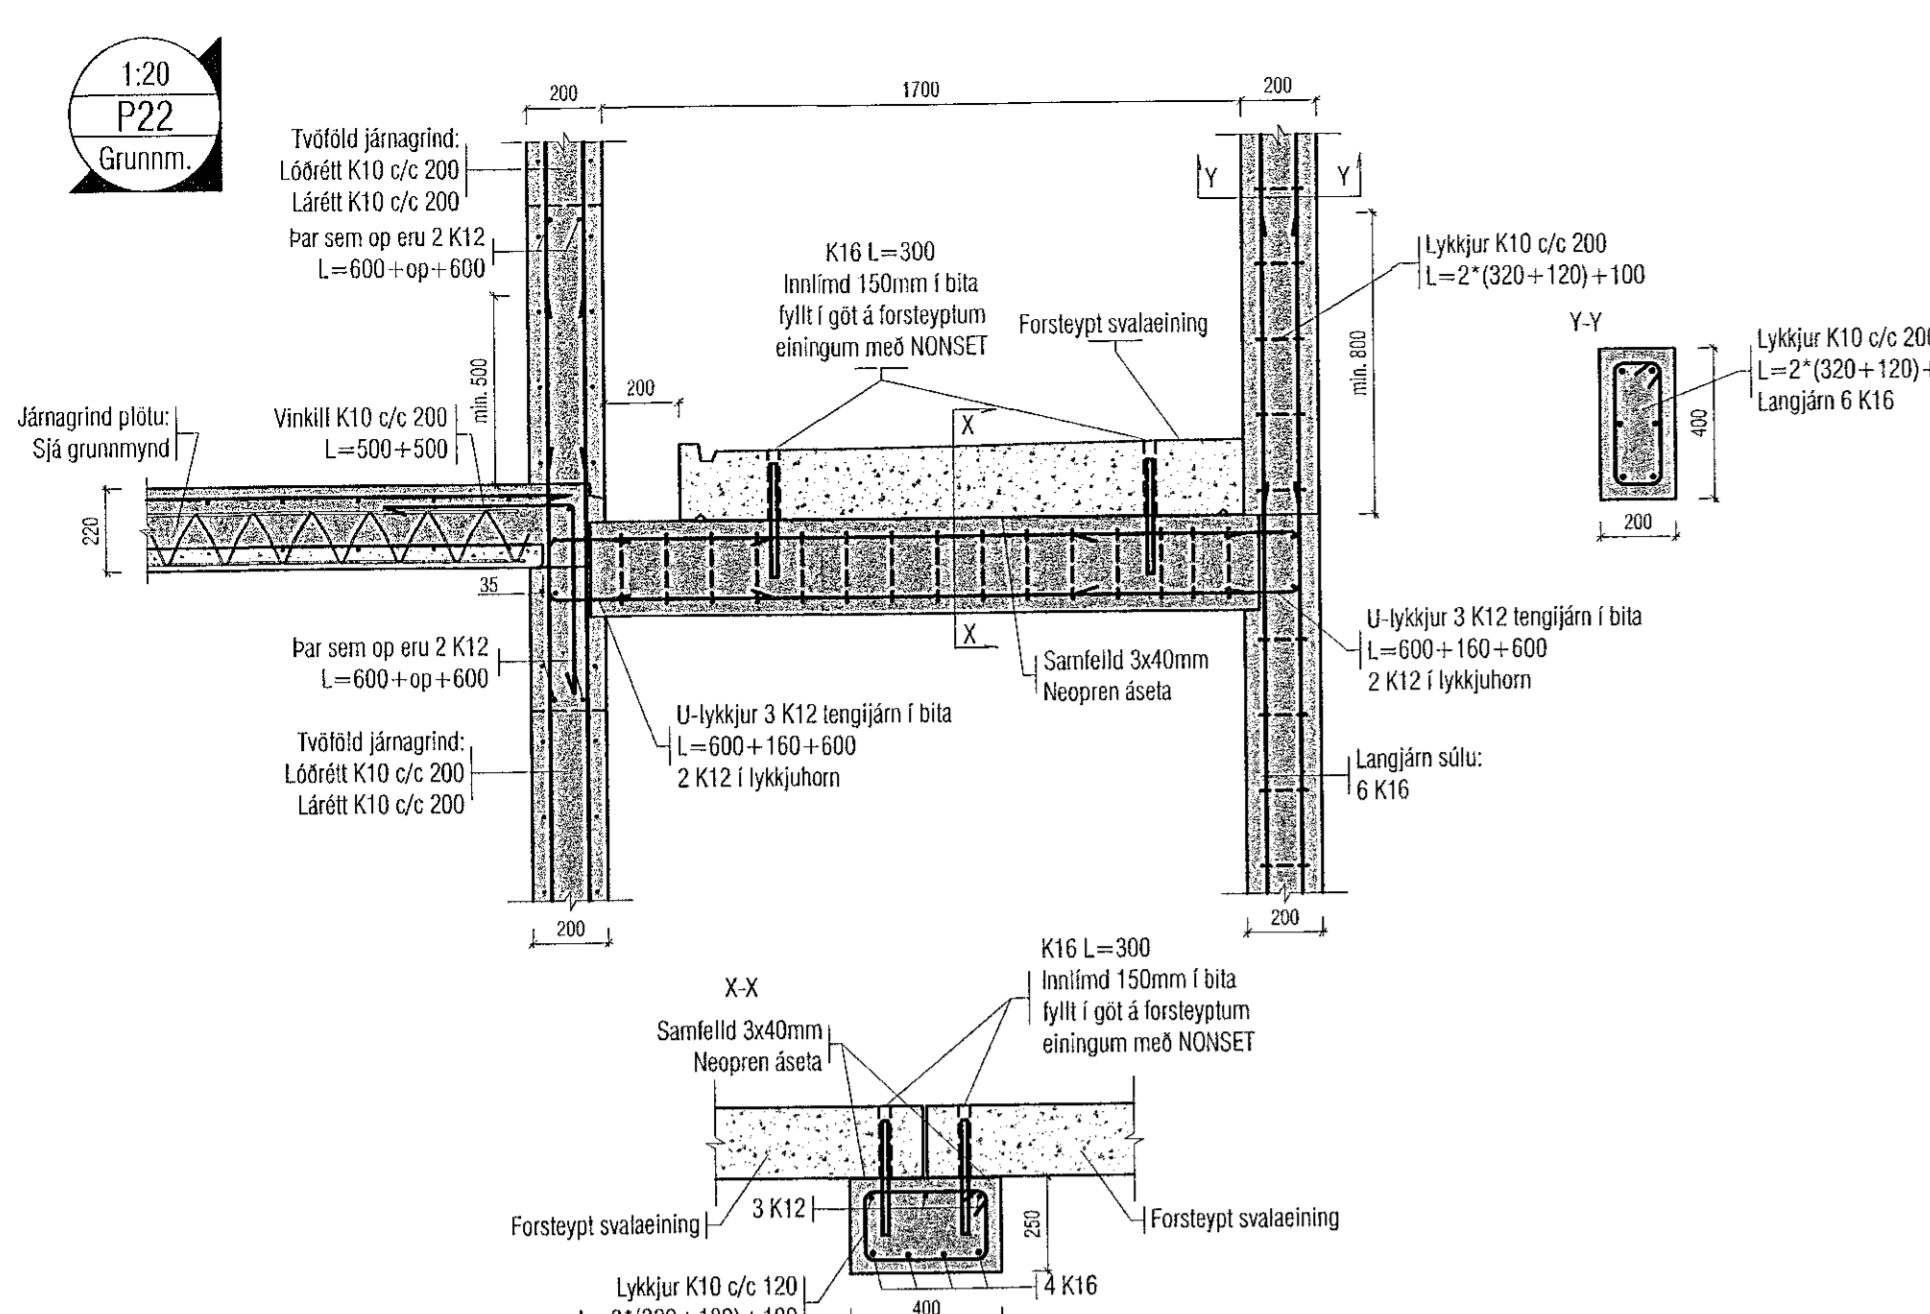 1:20
P22
Grunnm.
200
1700
200
Tvöföld járnagrind:
Lóðrétt K10 c/c 200
Lárétt K10 c/c 200
Þar sem op eru 2 K12
L=600+op+600
K16 L=300
Innlímd 150mm í bita
fyllt í göt á forsteyptum
einingum með NONSET
Forsteypt svalaeining
Y
Y
Lykkjur K10 c/c 200
L=2*(320+120)+100
min. 800
Y-Y
Lykkjur K10 c/c 200
L=2*(320+120)+
Langjárn 6 K16
400
200
min. 500
200
X
Járnagrind plötu:
Sjá grunnmynd
Vinkill K10 c/c 200
L=500+500
220
35
X
Þar sem op eru 2 K12
L=600+op+600
Samfelld 3x40mm
Neopren áseta
U-lykkjur 3 K12 tengijárn í bita
L=600+160+600
2 K12 í lykkjuhorn
U-lykkjur 3 K12 tengijárn í bita
L=600+160+600
2 K12 í lykkjuhorn
Tvöföld járnagrind:
Lóðrétt K10 c/c 200
Lárétt K10 c/c 200
Langjárn súlu:
6 K16
200
200
X-X
K16 L=300
Innlímd 150mm í bita
fyllt í göt á forsteyptum
einingum með NONSET
Samfelld 3x40mm
Neopren áseta
3 K12
250
Forsteypt svalaeining
Forsteypt svalaeining
Lykkjur K10 c/c 120
4 K16
400